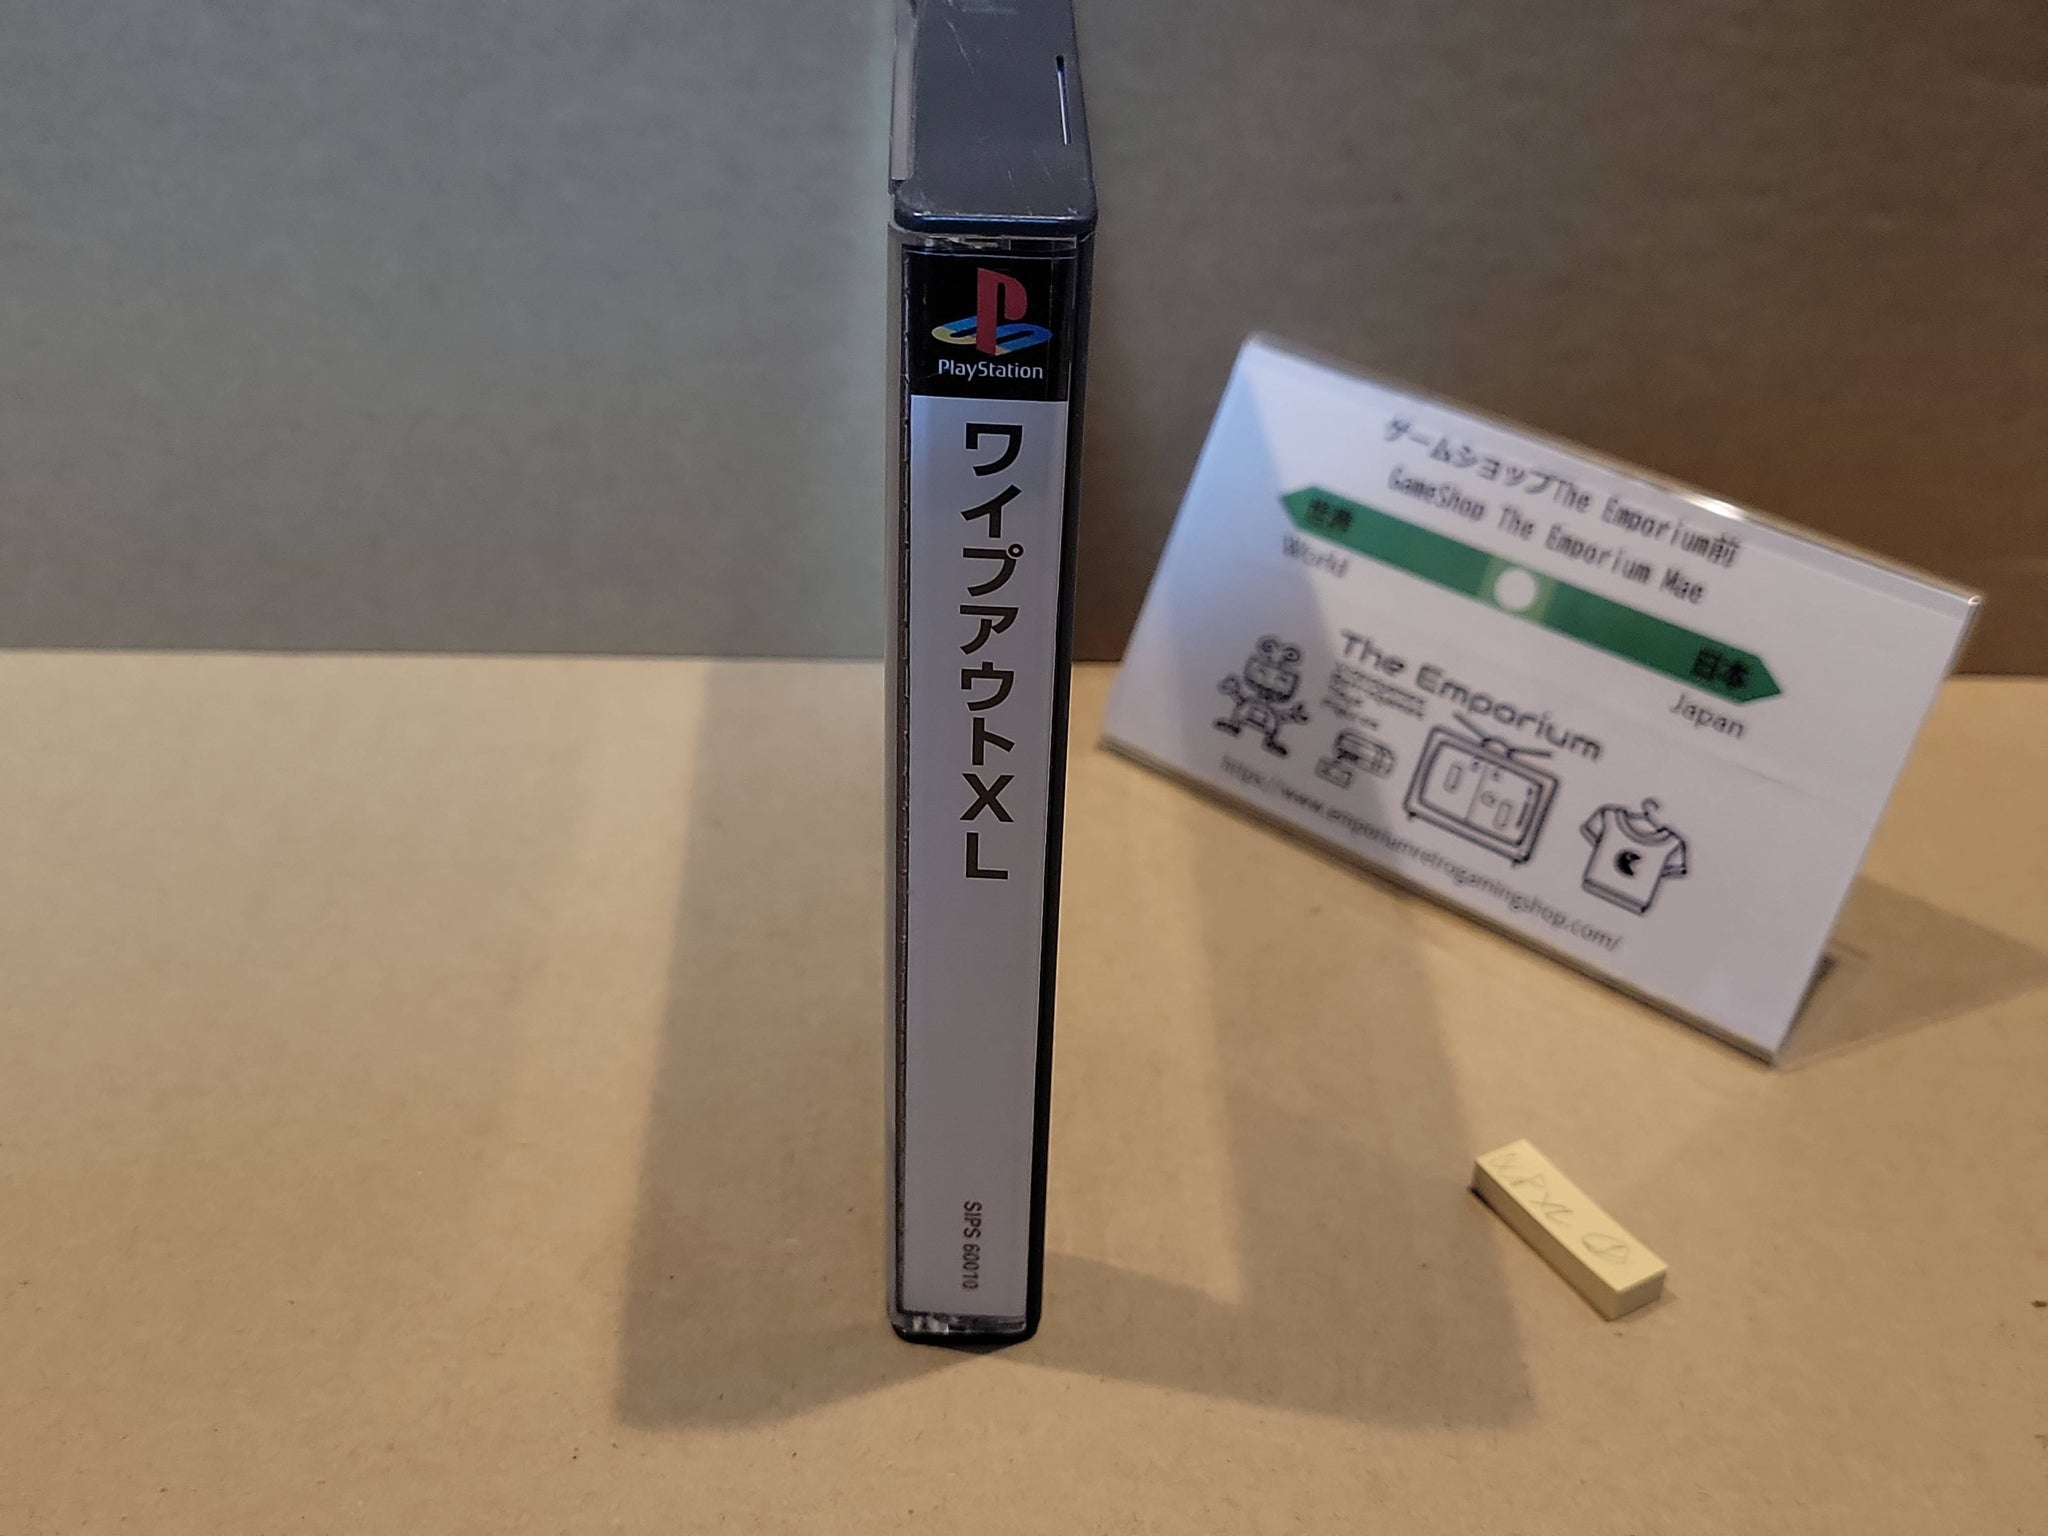 PlayStation
ワイプアウトXL
SIPS 60010
ゲームショップThe Emporium前
GameShop The Emporium Mae
世界
World
日本
Japan
The Emporium
https://www.emporiumretrogamingshop.com/